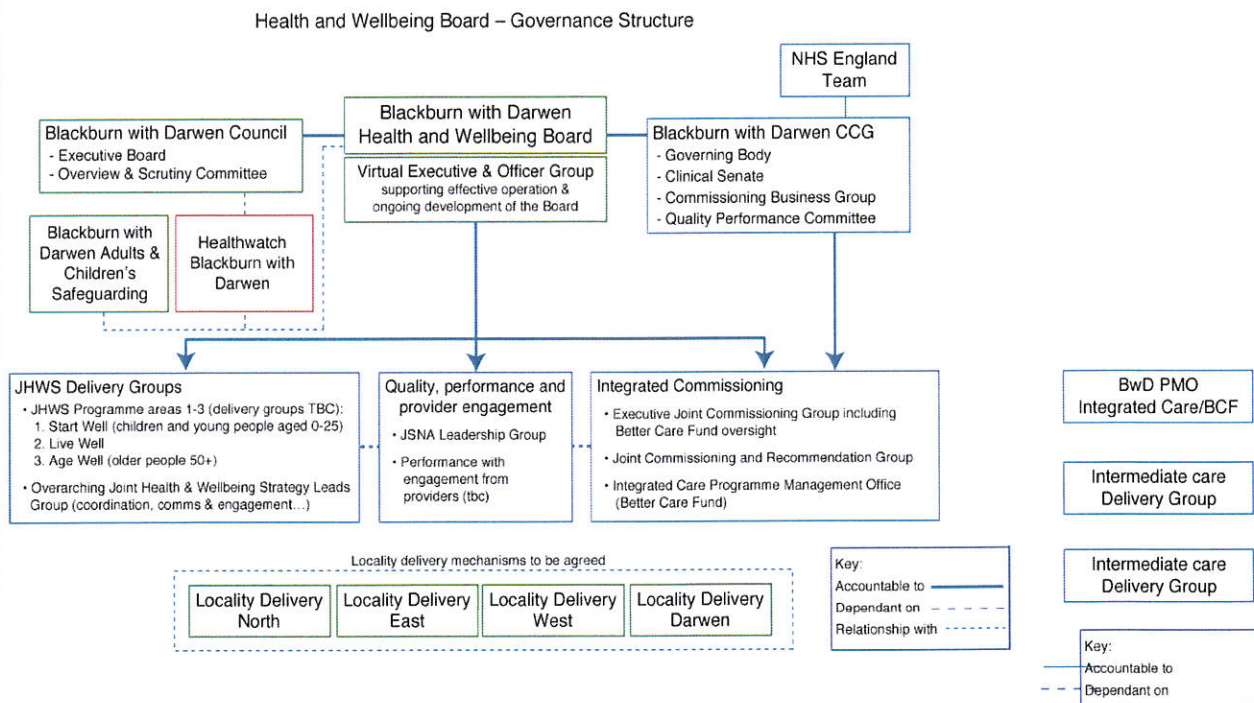 Health and Wellbeing Board – Governance Structure
NHS England
Team
Blackburn with Darwen
Health and Wellbeing Board
Blackburn with Darwen Council
- Executive Board
- Overview & Scrutiny Committee
Virtual Executive & Officer Group
supporting effective operation &
ongoing development of the Board
Blackburn with Darwen CCG
- Governing Body
- Clinical Senate
- Commissioning Business Group
- Quality Performance Committee
Blackburn with
Darwen Adults &
Children's
Safeguarding
Healthwatch
Blackburn with
Darwen
JHWS Delivery Groups
• JHWS Programme areas 1-3 (delivery groups TBC):
1. Start Well (children and young people aged 0-25)
2. Live Well
3. Age Well (older people 50+)
• Overarching Joint Health & Wellbeing Strategy Leads
Group (coordination, comms & engagement...)
Quality, performance and
provider engagement
• JSNA Leadership Group
• Performance with
engagement from
providers (tbc)
Integrated Commissioning
• Executive Joint Commissioning Group including
Better Care Fund oversight
• Joint Commissioning and Recommendation Group
• Integrated Care Programme Management Office
(Better Care Fund)
BwD PMO
Integrated Care/BCF
Intermediate care
Delivery Group
Intermediate care
Delivery Group
Locality delivery mechanisms to be agreed
Locality Delivery
North
Locality Delivery
East
Locality Delivery
West
Locality Delivery
Darwen
Key:
Accountable to
Dependant on
Relationship with
Key:
Accountable to
Dependant on